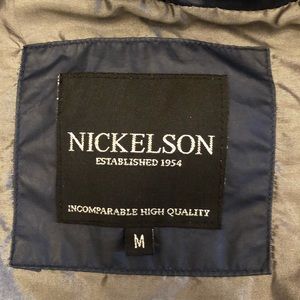 NICKELSON
ESTABLISHED 1954
INCOMPARABLE HIGH QUALITY
M